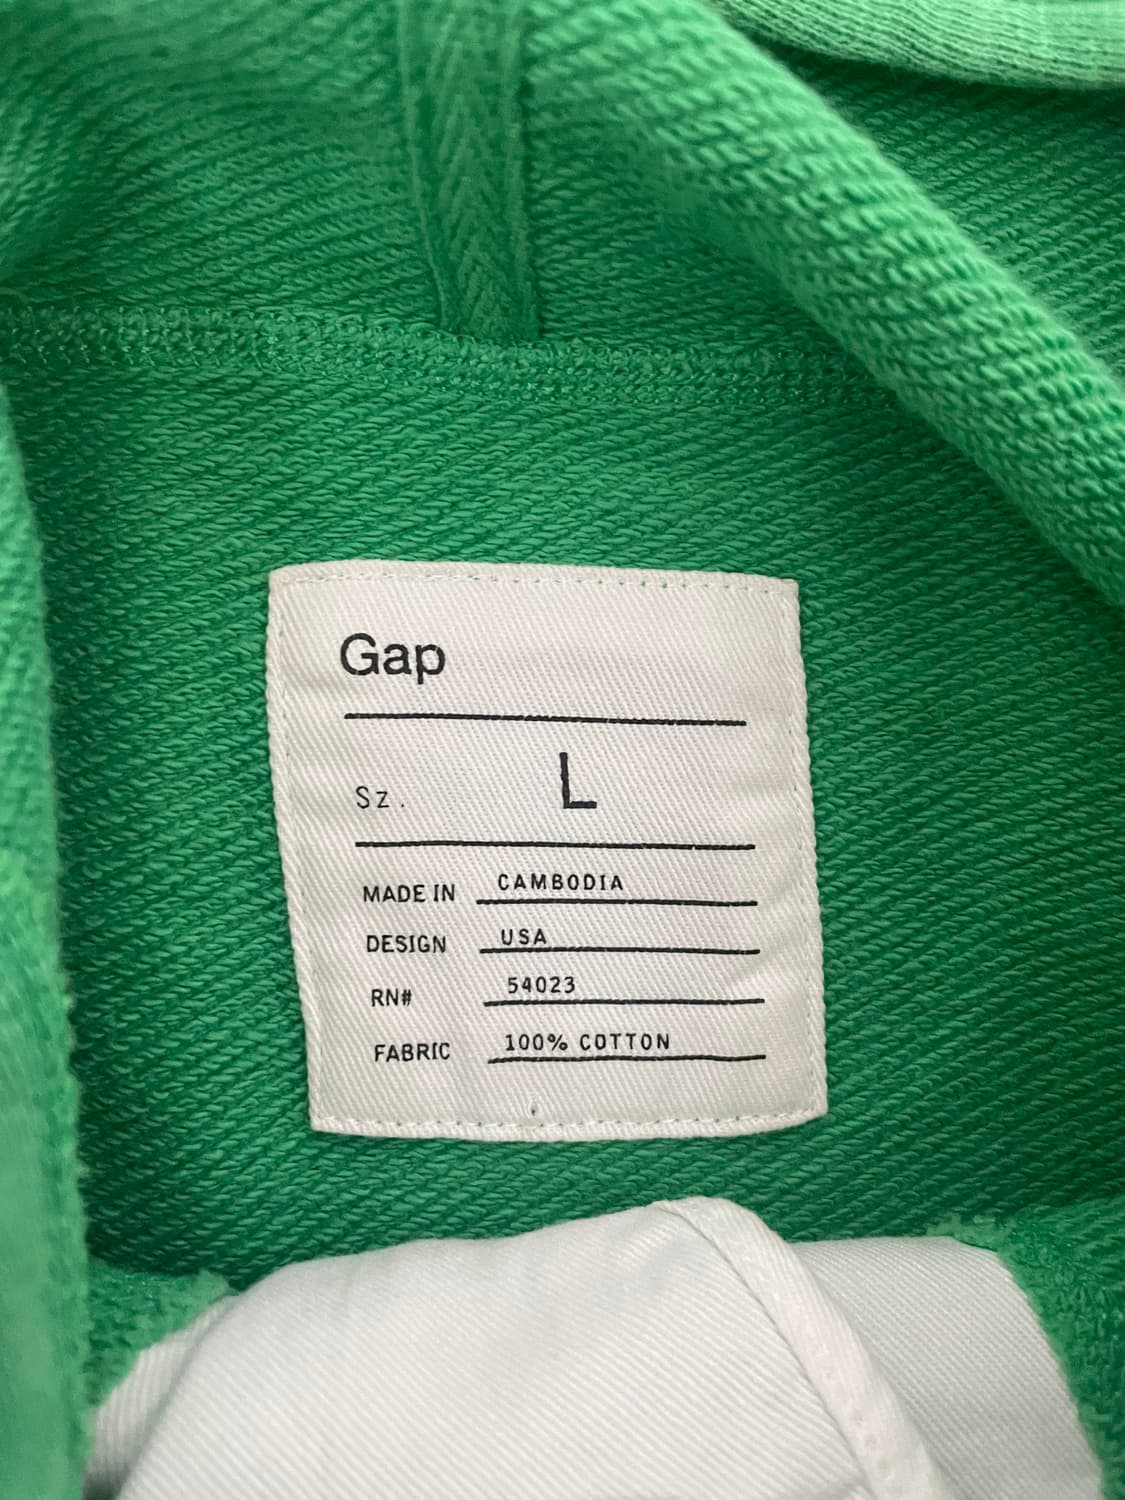 Gap
Sz. L
MADE IN CAMBODIA
DESIGN USA
RN# 54023
FABRIC 100% COTTON